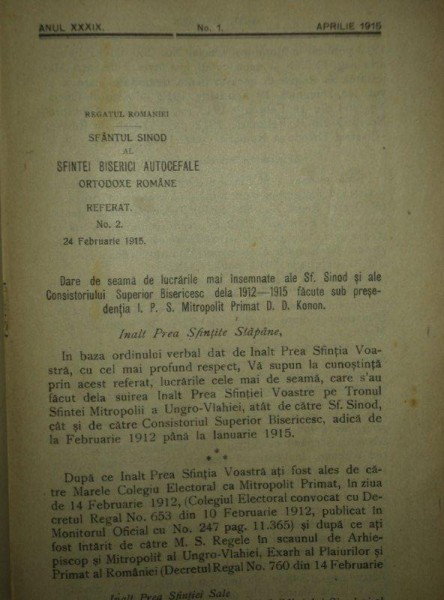 ANUL XXXIX. No. 1. APRILIE 1915
REGATUL ROMANIEI
SFÂNTUL SINOD
AL
SFINTEI BISERICI AUTOCEFALE
ORTODOXE ROMÂNE
REFERAT.
No. 2.
24 Februarie 1915.
Dare de seamă de lucrările mai însemnate ale Sf. Sinod și ale
Consistoriului Superior Bisericesc dela 1912—1915 făcute sub preșe-
denția I. P. S. Mitropolit Primat D. D. Konon.
Inalt Prea Sfințite Stăpâne,
In baza ordinului verbal dat de Inalt Prea Sfinția Voa-
stră, cu cel mai profund respect, Vă supun la cunoștință
prin acest referat, lucrările cele mai de seamă, care s'au
făcut dela suirea Inalt Prea Sfinției Voastre pe Tronul
Sfintei Mitropolii a Ungro-Vlahiei, atât de către Sf. Sinod,
cât și de către Consistoriul Superior Bisericesc, adică de
la Februarie 1912 până la Ianuarie 1915.
* * *
După ce Inalt Prea Sfinția Voastră ați fost ales de că-
tre Marele Colegiu Electoral ca Mitropolit Primat, în ziua
de 14 Februarie 1912, (Colegiul Electoral convocat cu De-
cretul Regal No. 653 din 10 Februarie 1912, publicat în
Monitorul Oficial cu No. 247 pag. 11.365) și după ce ați
fost întărit de către M. S. Regele în scaunul de Arhie-
piscop și Mitropolit al Ungro-Vlahiei, Exarh al Plaiurilor și
Primat al României (Decretul Regal No. 760 din 14 Februarie
Inalt Prea Sfinției Sale